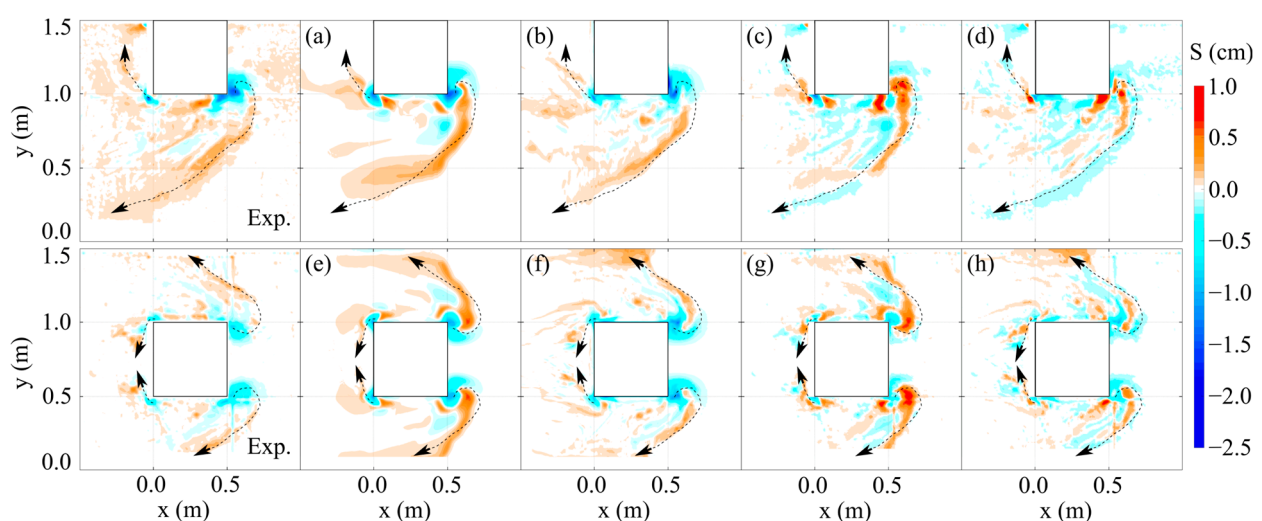 1.5
(a)
(b)
(c)
(d)
S (cm)
y (m)
1.0
0.5
0.0
Exp.
1.0
0.5
0.0
−0.5
−1.0
−1.5
−2.0
−2.5
1.5
(e)
(f)
(g)
(h)
y (m)
1.0
0.5
0.0
Exp.
0.0 0.5 0.0 0.5 0.0 0.5 0.0 0.5 0.0 0.5
x (m) x (m) x (m) x (m) x (m)